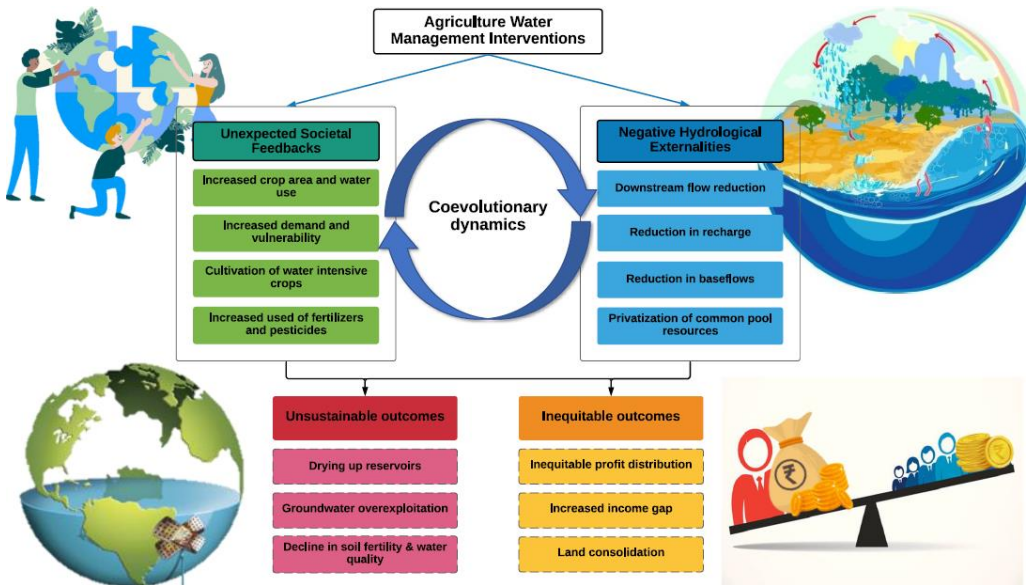 Agriculture Water
Management Interventions
Unexpected Societal
Feedbacks
Increased crop area and water
use
Increased demand and
vulnerability
Cultivation of water intensive
crops
Increased used of fertilizers
and pesticides
Coevolutionary
dynamics
Negative Hydrological
Externalities
Downstream flow reduction
Reduction in recharge
Reduction in baseflows
Privatization of common pool
resources
Unsustainable outcomes
Drying up reservoirs
Groundwater overexploitation
Decline in soil fertility & water
quality
Inequitable outcomes
Inequitable profit distribution
Increased income gap
Land consolidation
₹
₹